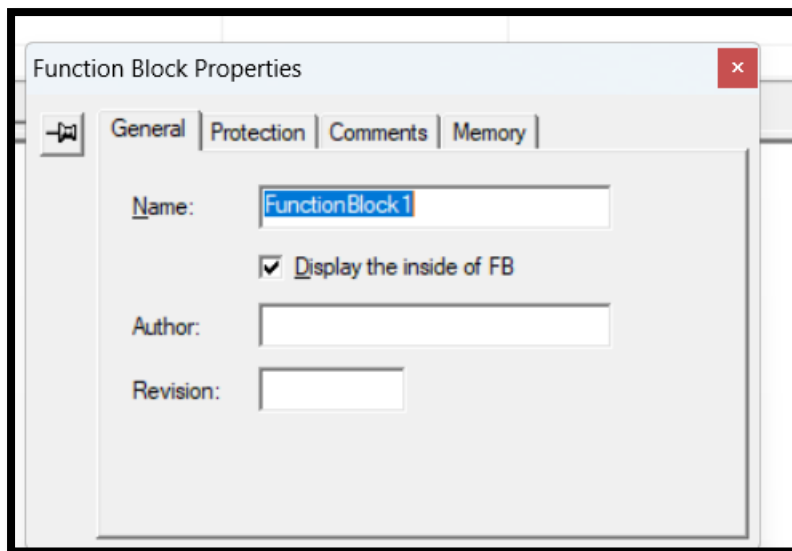 Function Block Properties
General Protection Comments Memory
Name: FunctionBlock1
Display the inside of FB
Author:
Revision: